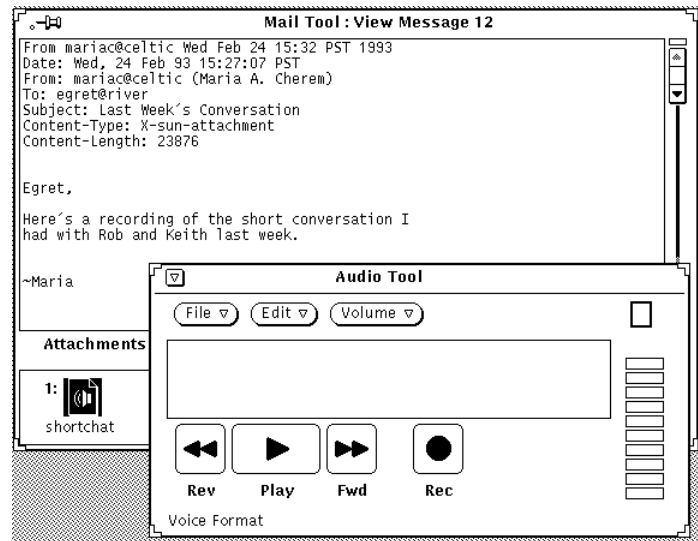 Mail Tool : View Message 12
From mariac@celtic Wed Feb 24 15:32 PST 1993
Date: Wed, 24 Feb 93 15:27:07 PST
From: mariac@celtic (Maria A. Cherem)
To: egret@river
Subject: Last Week´s Conversation
Content-Type: X-sun-attachment
Content-Length: 23876
Egret,
Here´s a recording of the short conversation I
had with Rob and Keith last week.
~Maria
Attachments
1:
shortchat
Audio Tool
File Edit Volume
Rev Play Fwd Rec
Voice Format